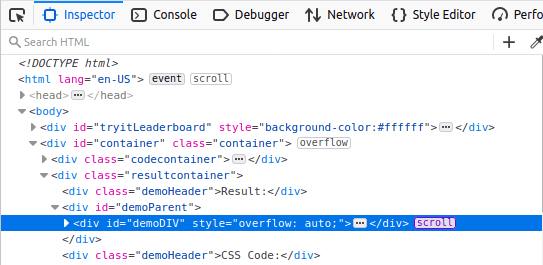 Inspector Console Debugger Network Style Editor Perfo
Search HTML
<!DOCTYPE html>
<html lang="en-US"> event scroll
<head> ••• </head>
<body>
<div id="tryitLeaderboard" style="background-color:#ffffff"> ••• </div>
<div id="container" class="container"> overflow
<div class="codecontainer"> ••• </div>
<div class="resultcontainer">
<div class="demoHeader">Result:</div>
<div id="demoParent">
<div id="demoDIV" style="overflow: auto;"> ••• </div> scroll
</div>
<div class="demoHeader">CSS Code:</div>